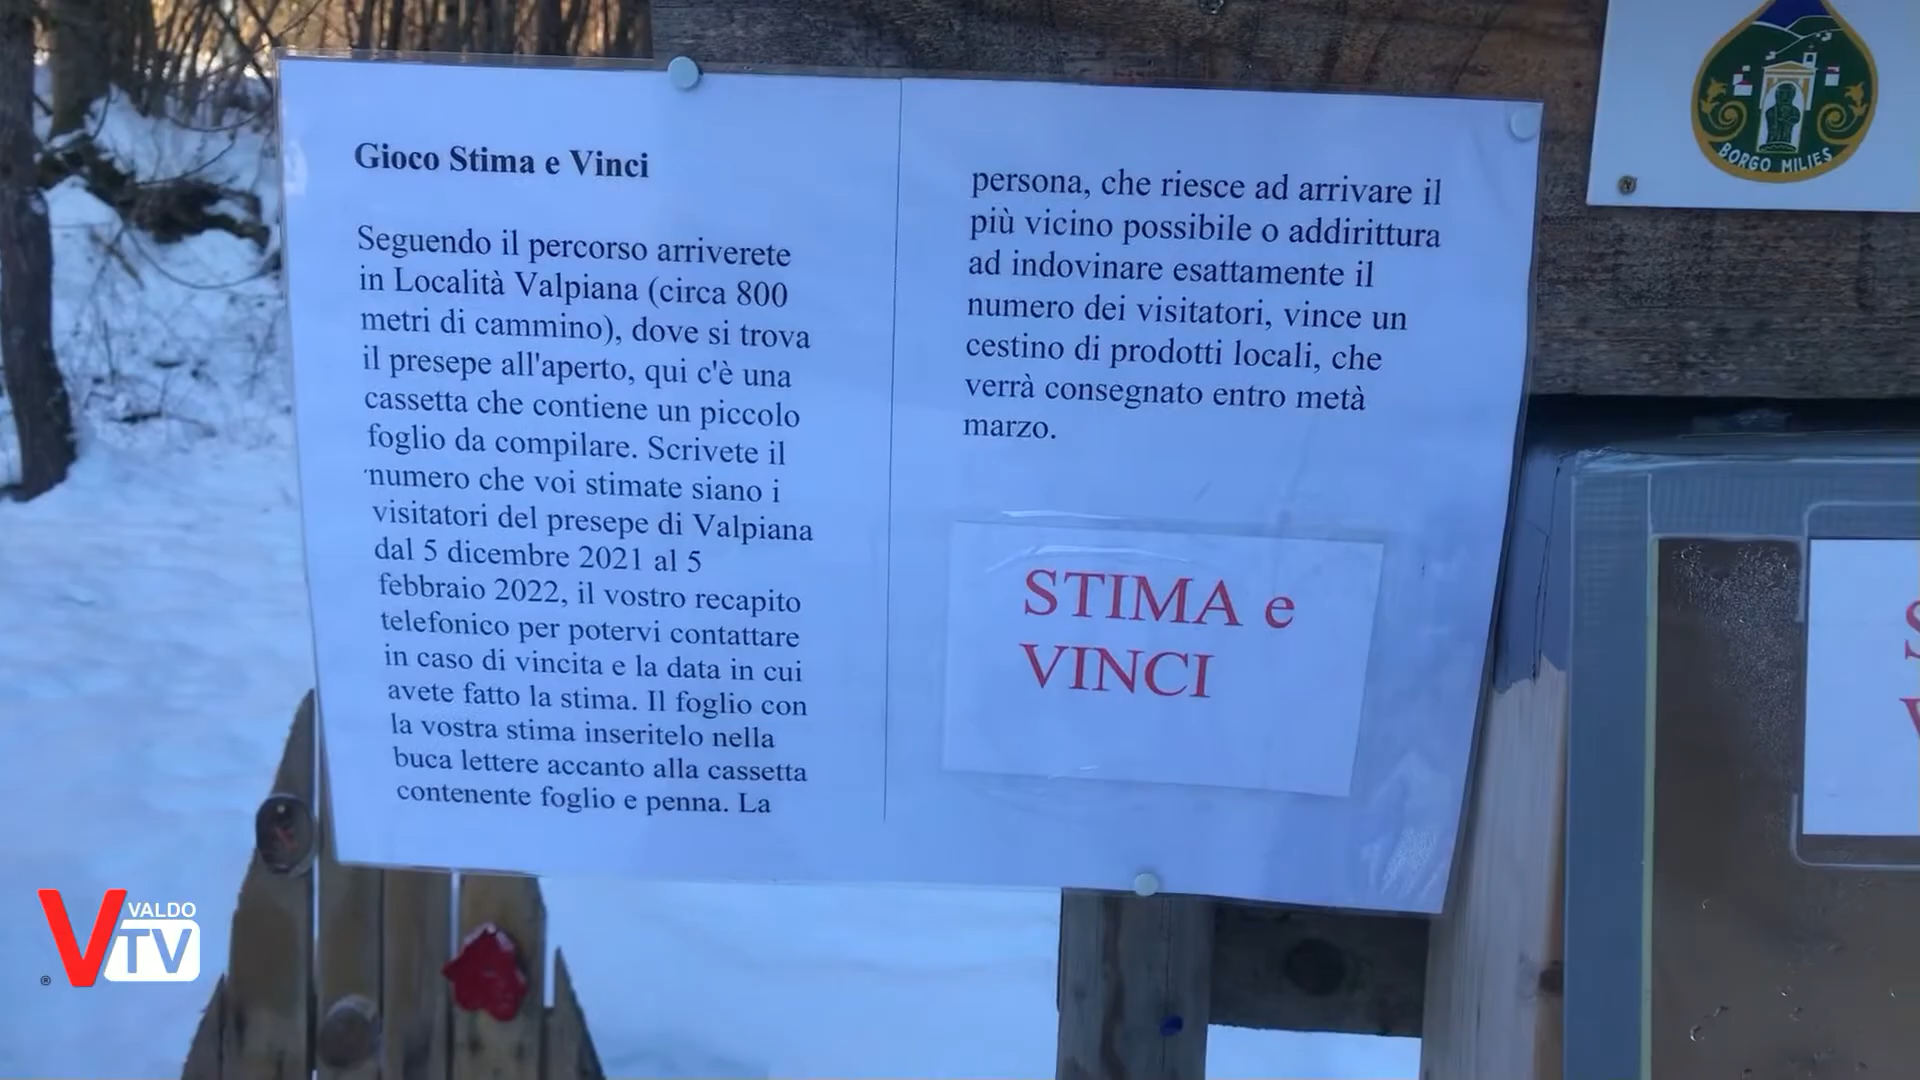 Gioco Stima e Vinci
Seguendo il percorso arriverete
in Località Valpiana (circa 800
metri di cammino), dove si trova
il presepe all'aperto, qui c'è una
cassetta che contiene un piccolo
foglio da compilare. Scrivete il
numero che voi stimate siano i
visitatori del presepe di Valpiana
dal 5 dicembre 2021 al 5
febbraio 2022, il vostro recapito
telefonico per potervi contattare
in caso di vincita e la data in cui
avete fatto la stima. Il foglio con
la vostra stima inseritelo nella
buca lettere accanto alla cassetta
contenente foglio e penna. La
persona, che riesce ad arrivare il
più vicino possibile o addirittura
ad indovinare esattamente il
numero dei visitatori, vince un
cestino di prodotti locali, che
verrà consegnato entro metà
marzo.
STIMA e
VINCI
BORGO MILIES
V VALDO
TV
®